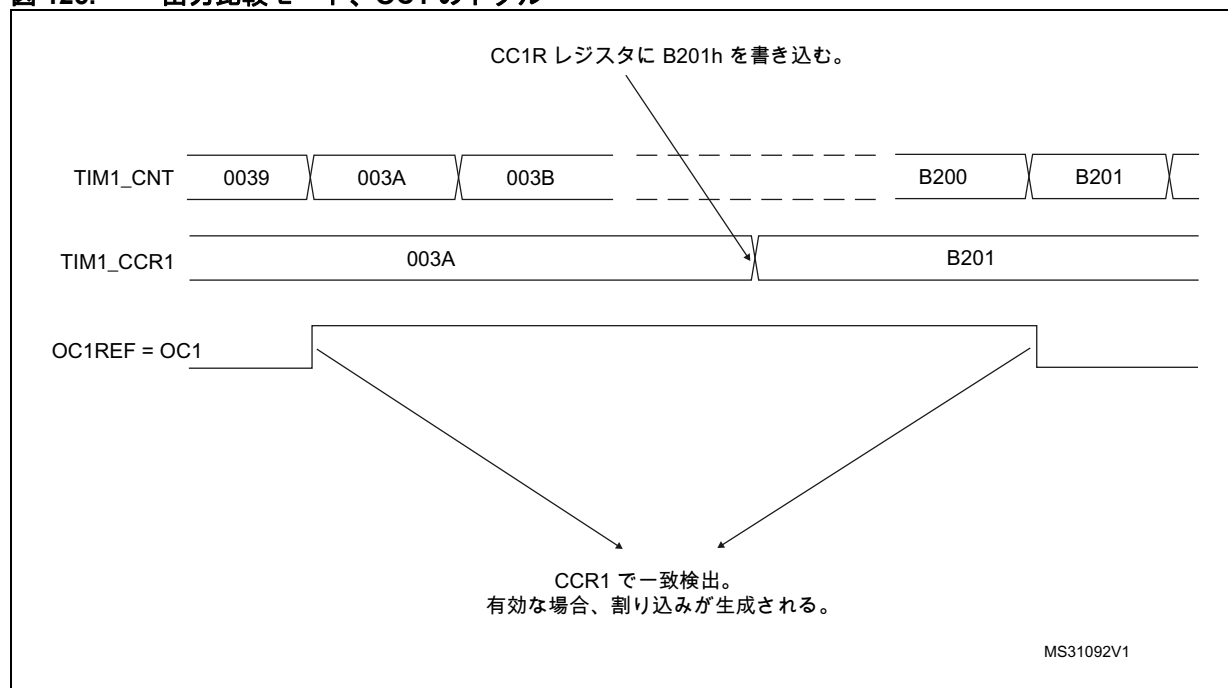 CC1R レジスタに B201h を書き込む。
TIM1_CNT 0039 003A 003B B200 B201
TIM1_CCR1 003A B201
OC1REF = OC1
CCR1 で一致検出。
有効な場合、割り込みが生成される。
MS31092V1